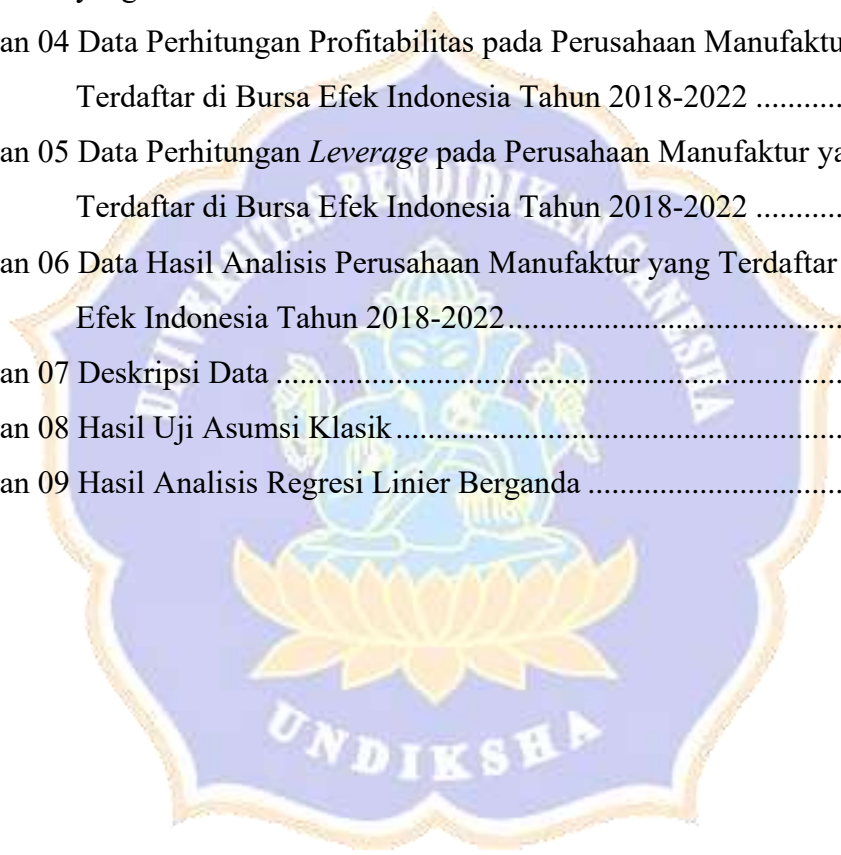 an 04 Data Perhitungan Profitabilitas pada Perusahaan Manufaktu
Terdaftar di Bursa Efek Indonesia Tahun 2018-2022 ............
an 05 Data Perhitungan Leverage pada Perusahaan Manufaktur ya
Terdaftar di Bursa Efek Indonesia Tahun 2018-2022 ............
an 06 Data Hasil Analisis Perusahaan Manufaktur yang Terdaftar
Efek Indonesia Tahun 2018-2022..............................................
an 07 Deskripsi Data ..............................................................................
an 08 Hasil Uji Asumsi Klasik..............................................................
an 09 Hasil Analisis Regresi Linier Berganda ...................................
UNIVERSITAS PENDIDIKAN GANESHA
UNDIKSHA